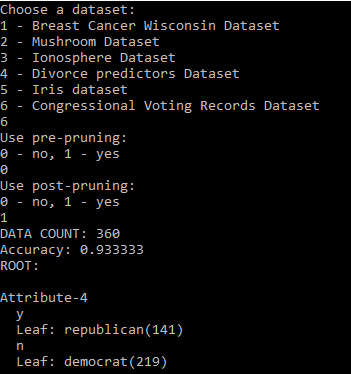 Choose a dataset:
1 - Breast Cancer Wisconsin Dataset
2 - Mushroom Dataset
3 - Ionosphere Dataset
4 - Divorce predictors Dataset
5 - Iris dataset
6 - Congressional Voting Records Dataset
6
Use pre-pruning:
0 - no, 1 - yes
0
Use post-pruning:
0 - no, 1 - yes
1
DATA COUNT: 360
Accuracy: 0.933333
ROOT:
Attribute-4
y
Leaf: republican(141)
n
Leaf: democrat(219)